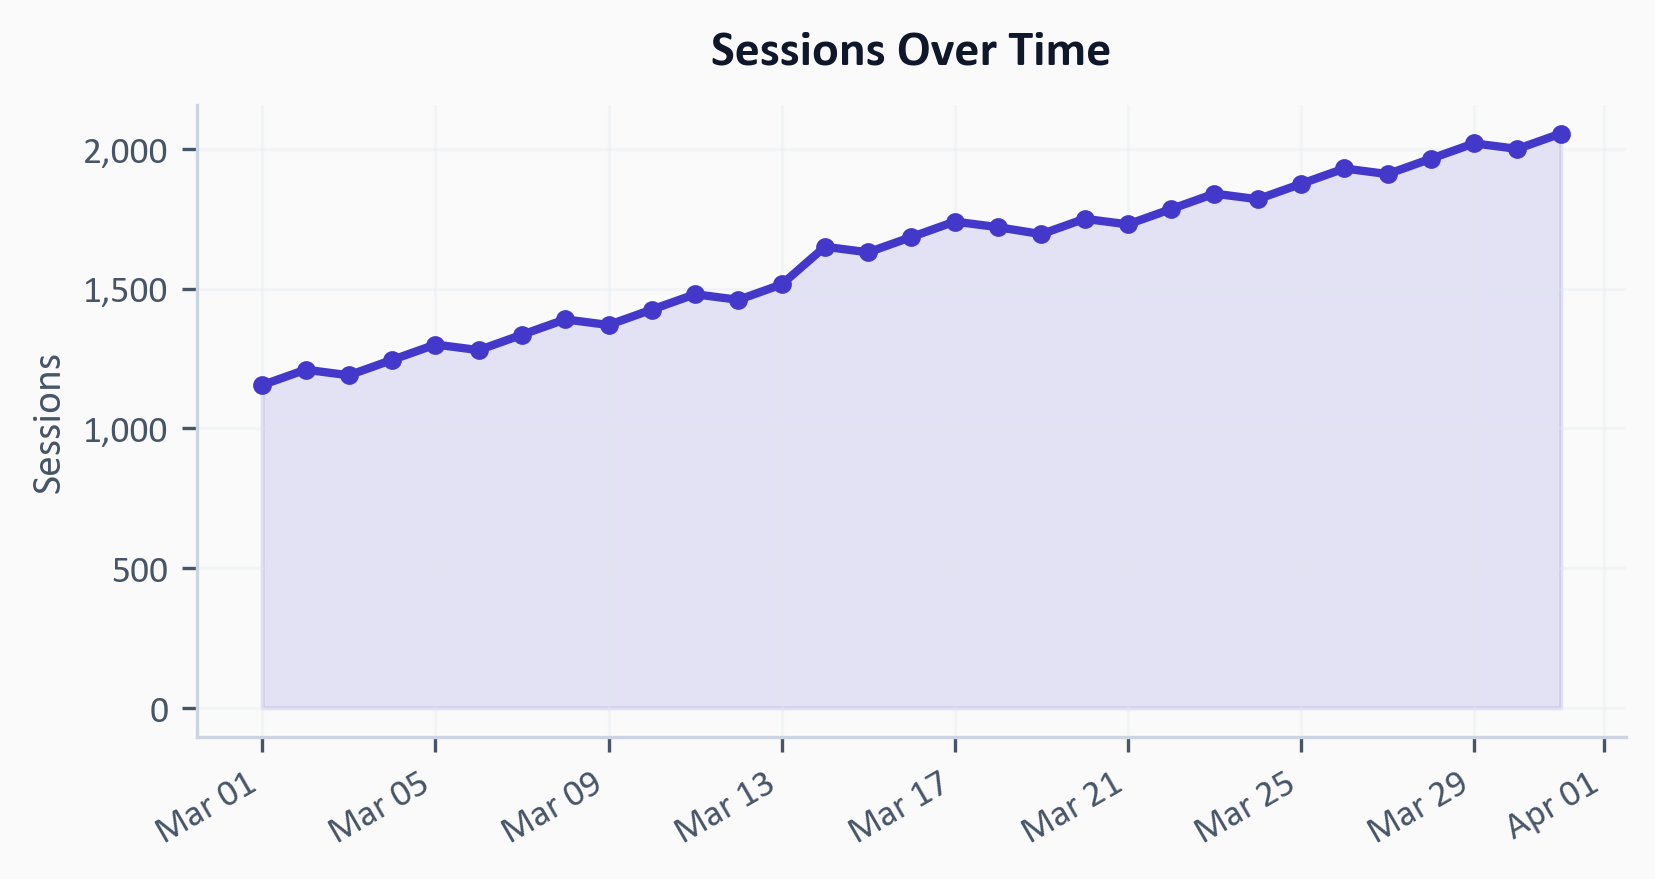 Sessions Over Time
Sessions
2,000
1,500
1,000
500
0
Mar 01
Mar 05
Mar 09
Mar 13
Mar 17
Mar 21
Mar 25
Mar 29
Apr 01